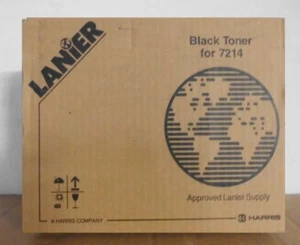 LANIER
Black Toner
for 7214
Approved Lanier Supply
A HARRIS COMPANY
HARRIS